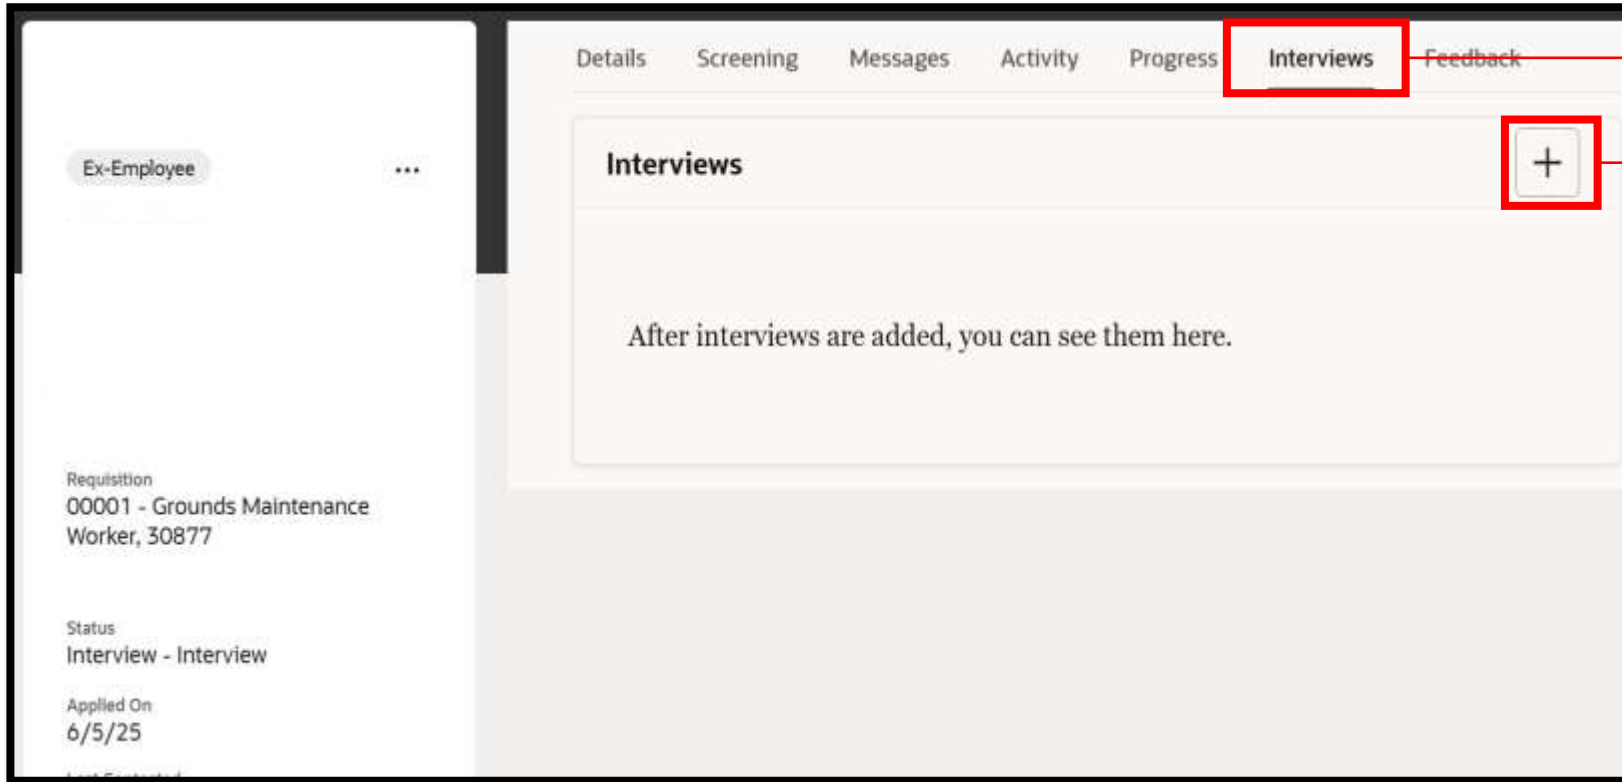 Details Screening Messages Activity Progress Interviews Feedback
Ex-Employee ...
Interviews +
After interviews are added, you can see them here.
Requisition
00001 - Grounds Maintenance
Worker, 30877
Status
Interview - Interview
Applied On
6/5/25